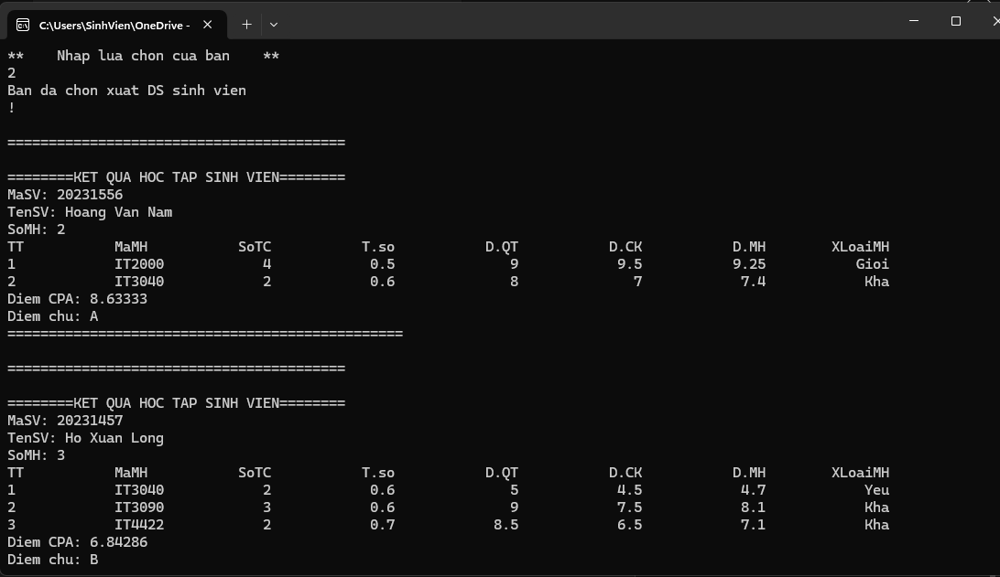 C:\Users\SinhVien\OneDrive -
**    Nhap lua chon cua ban    **
2
Ban da chon xuat DS sinh vien
!
=========================================
========KET QUA HOC TAP SINH VIEN========
MaSV: 20231556
TenSV: Hoang Van Nam
SoMH: 2
TT           MaMH           SoTC           T.so           D.QT           D.CK           D.MH        XLoaiMH
1            IT2000            4            0.5              9            9.5           9.25          Gioi
2            IT3040            2            0.6              8              7            7.4           Kha
Diem CPA: 8.63333
Diem chu: A
================================================
=========================================
========KET QUA HOC TAP SINH VIEN========
MaSV: 20231457
TenSV: Ho Xuan Long
SoMH: 3
TT           MaMH           SoTC           T.so           D.QT           D.CK           D.MH        XLoaiMH
1            IT3040            2            0.6              5            4.5            4.7           Yeu
2            IT3090            3            0.6              9            7.5            8.1           Kha
3            IT4422            2            0.7            8.5            6.5            7.1           Kha
Diem CPA: 6.84286
Diem chu: B